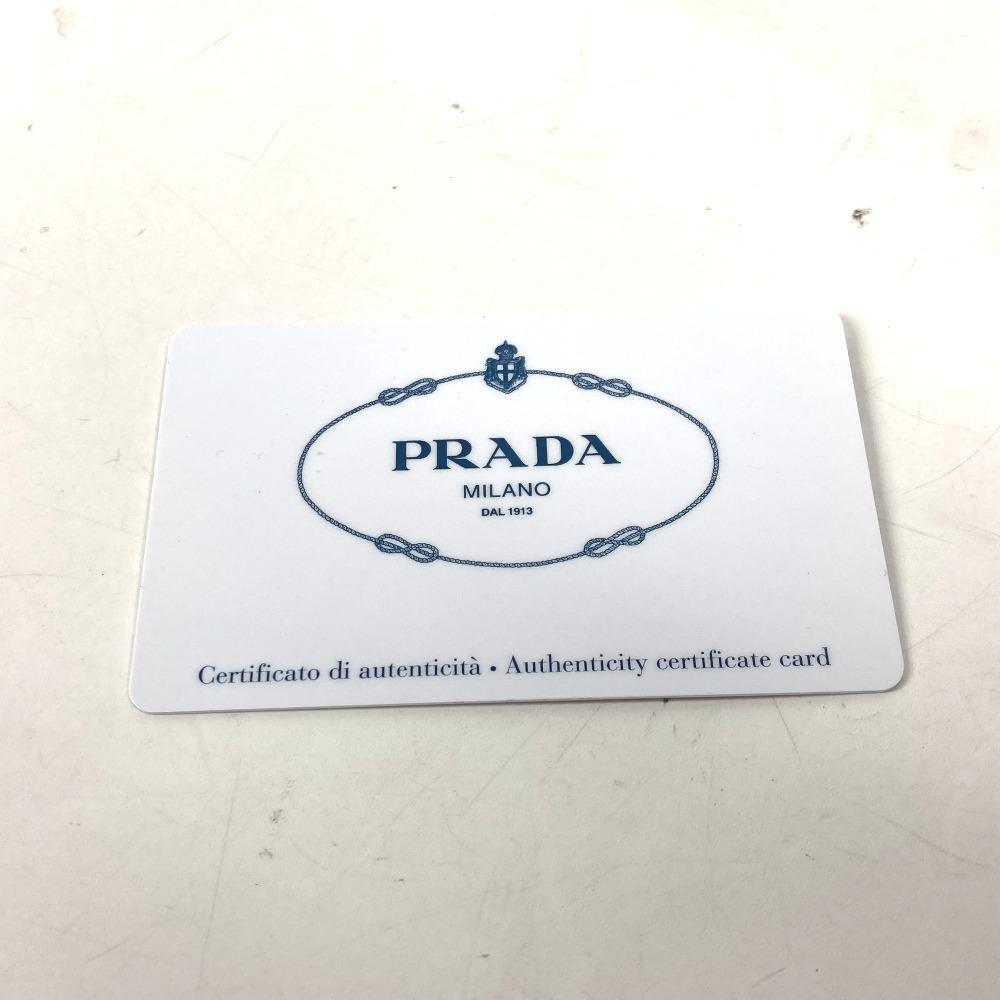 PRADA
MILANO
DAL 1913
Certificato di autenticità • Authenticity certificate card